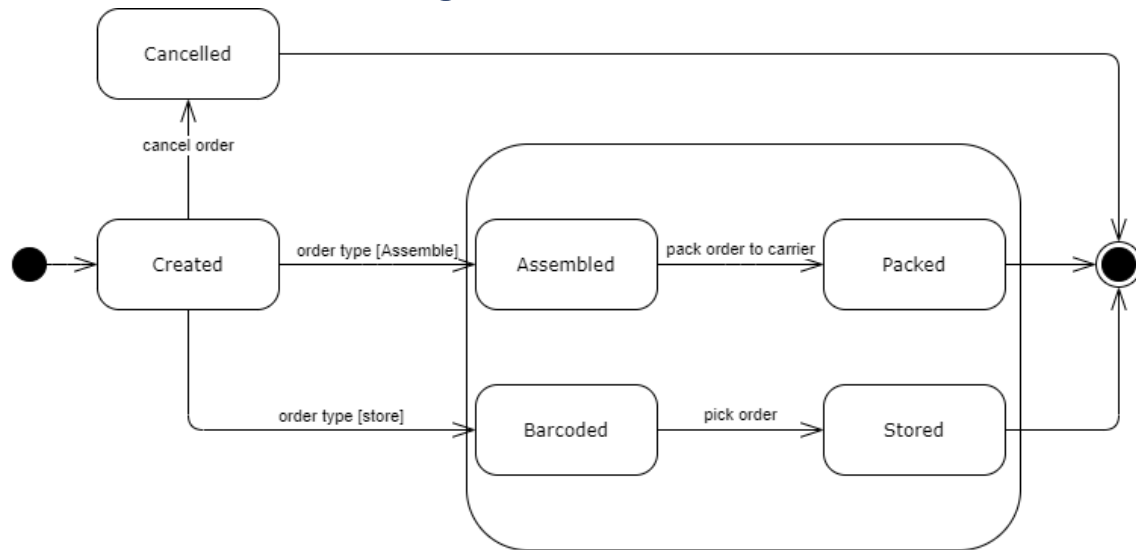 Cancelled
cancel order
Created
order type [Assemble]
Assembled
pack order to carrier
Packed
order type [store]
Barcoded
pick order
Stored